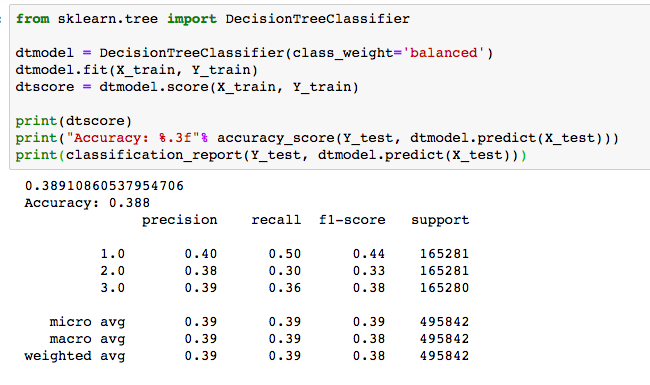 from sklearn.tree import DecisionTreeClassifier
dtmodel = DecisionTreeClassifier(class_weight='balanced')
dtmodel.fit(X_train, Y_train)
dtscore = dtmodel.score(X_train, Y_train)
print(dtscore)
print("Accuracy: %.3f"% accuracy_score(Y_test, dtmodel.predict(X_test)))
print(classification_report(Y_test, dtmodel.predict(X_test)))
0.38910860537954706
Accuracy: 0.388
precision recall f1-score support
1.0 0.40 0.50 0.44 165281
2.0 0.38 0.30 0.33 165281
3.0 0.39 0.36 0.38 165280
micro avg 0.39 0.39 0.39 495842
macro avg 0.39 0.39 0.38 495842
weighted avg 0.39 0.39 0.38 495842